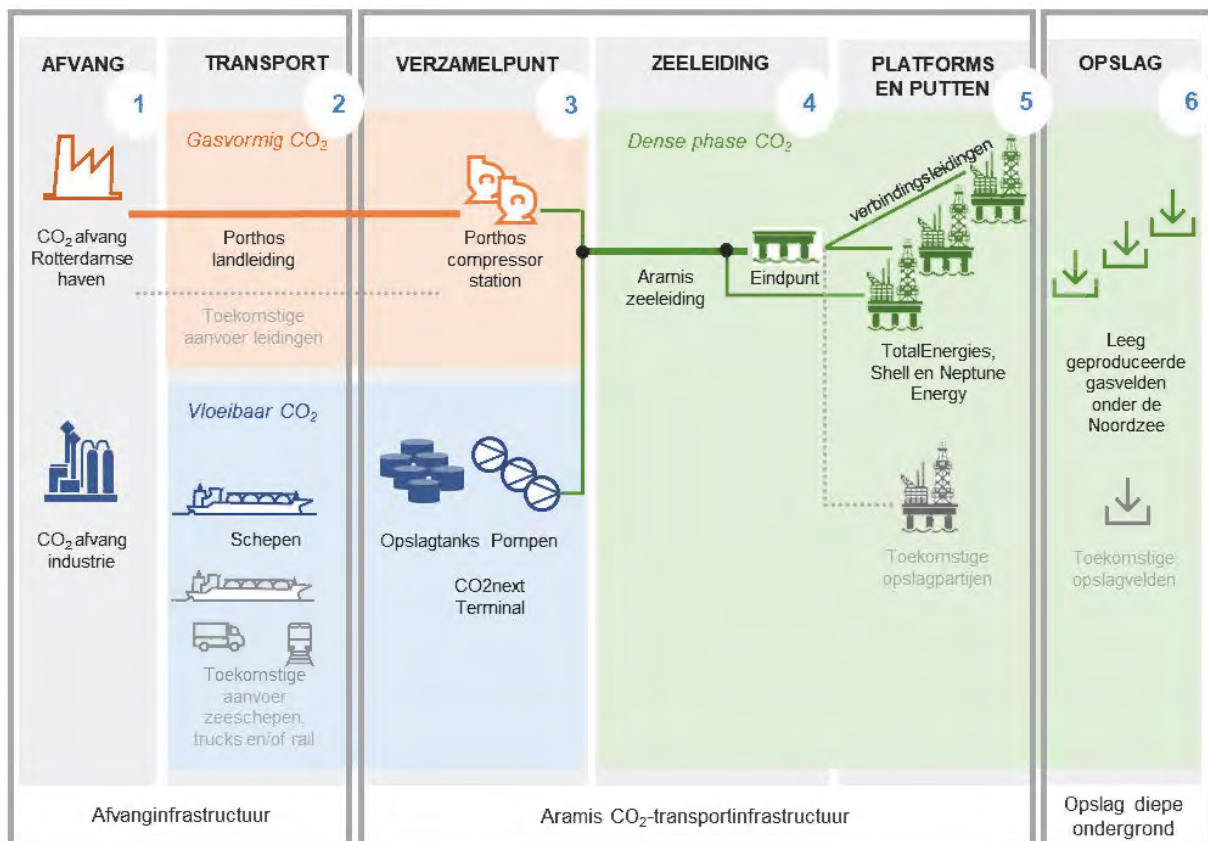 AFVANG
1
TRANSPORT
2
VERZAMELPUNT
3
ZEELEIDING
4
PLATFORMS
EN PUTTEN
5
OPSLAG
6
Gasvormig CO₂
Dense phase CO₂
verbindingsleidingen
CO₂ afvang
Rotterdamse
haven
Porthos
landleiding
Porthos
compressor
station
Aramis
zeeleiding
Eindpunt
Toekomstige
aanvoer leidingen
TotalEnergies,
Shell en Neptune
Energy
Leeg
geproduceerde
gasvelden
onder de
Noordzee
Vloeibaar CO₂
CO₂ afvang
industrie
Schepen
Opslagtanks
Pompen
CO2next
Terminal
Toekomstige
opslagpartijen
Toekomstige
opslagvelden
Toekomstige
aanvoer
zeeschepen,
trucks en/of rail
Afvanginfrastructuur
Aramis CO₂-transportinfrastructuur
Opslag diepe
ondergrond